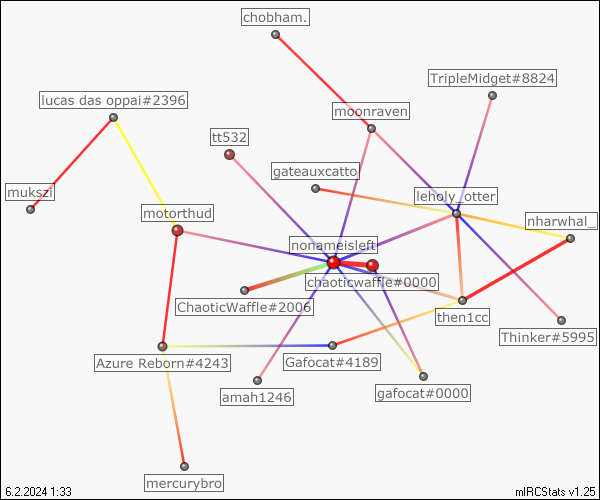 chobham.
TripleMidget#8824
lucas das oppai#2396
moonraven
tt532
gateauxcatto
mukszi
leholy_otter
motorthud
nharwhal_
nonameisleft
chaoticwaffle#0000
ChaoticWaffle#2006
then1cc
Thinker#5995
Azure Reborn#4243
Gafocat#4189
amah1246
gafocat#0000
mercurybro
6.2.2024 1:33
mIRCStats v1.25